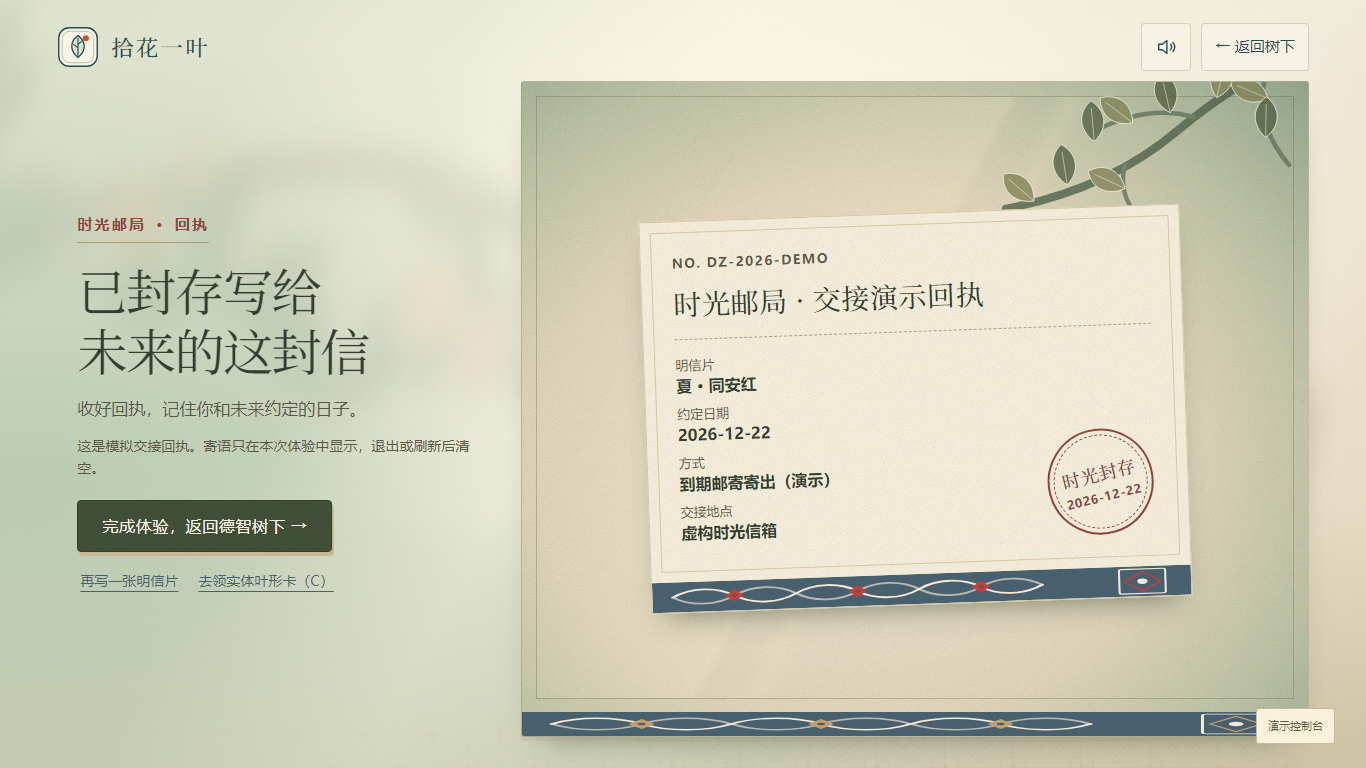 拾花一叶
← 返回树下
时光邮局 • 回执
已封存写给
未来的这封信
收好回执，记住你和未来约定的日子。
这是模拟交接回执。寄语只在本次体验中显示，退出或刷新后清
空。
完成体验，返回德智树下 →
再写一张明信片
去领实体叶形卡（C）
NO. DZ-2026-DEMO
时光邮局 · 交接演示回执
明信片
夏·同安红
约定日期
2026-12-22
方式
到期邮寄寄出（演示）
交接地点
虚构时光信箱
时光封存
2026-12-22
演示控制台